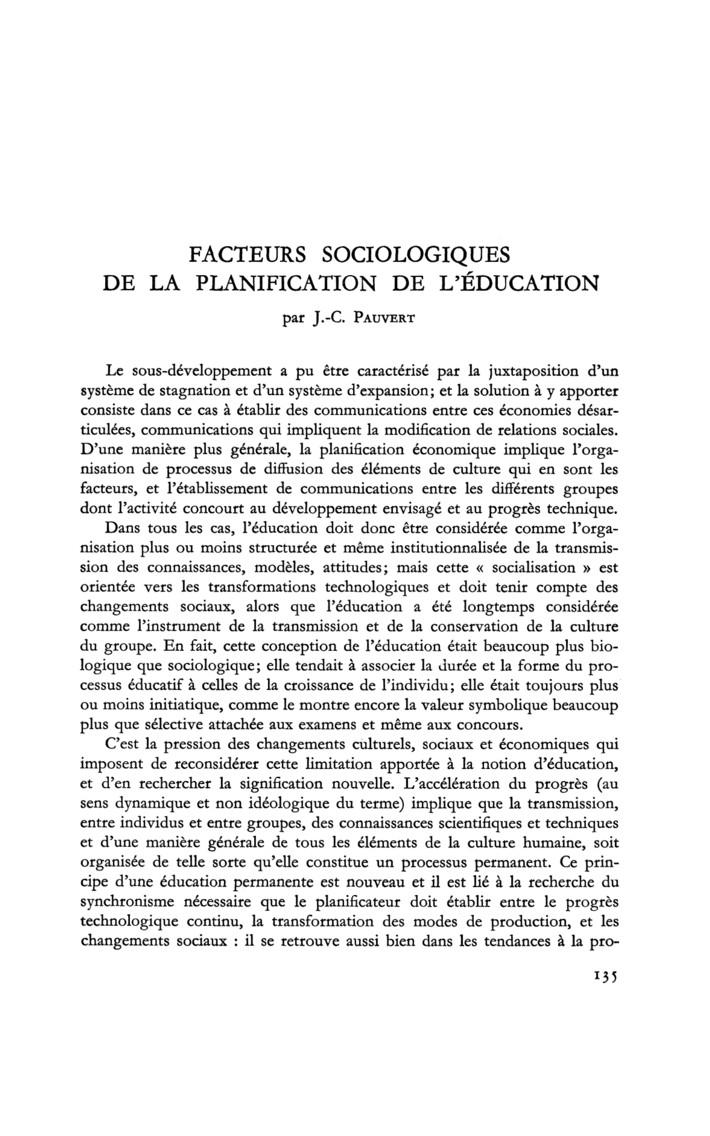 FACTEURS SOCIOLOGIQUES
DE LA PLANIFICATION DE L'ÉDUCATION
par J.-C. PAUVERT
Le sous-développement a pu être caractérisé par la juxtaposition d'un
système de stagnation et d'un système d'expansion; et la solution à y apporter
consiste dans ce cas à établir des communications entre ces économies désar-
ticulées, communications qui impliquent la modification de relations sociales.
D'une manière plus générale, la planification économique implique l'orga-
nisation de processus de diffusion des éléments de culture qui en sont les
facteurs, et l'établissement de communications entre les différents groupes
dont l'activité concourt au développement envisagé et au progrès technique.
Dans tous les cas, l'éducation doit donc être considérée comme l'orga-
nisation plus ou moins structurée et même institutionnalisée de la transmis-
sion des connaissances, modèles, attitudes; mais cette « socialisation » est
orientée vers les transformations technologiques et doit tenir compte des
changements sociaux, alors que l'éducation a été longtemps considérée
comme l'instrument de la transmission et de la conservation de la culture
du groupe. En fait, cette conception de l'éducation était beaucoup plus bio-
logique que sociologique; elle tendait à associer la durée et la forme du pro-
cessus éducatif à celles de la croissance de l'individu; elle était toujours plus
ou moins initiatique, comme le montre encore la valeur symbolique beaucoup
plus que sélective attachée aux examens et même aux concours.
C'est la pression des changements culturels, sociaux et économiques qui
imposent de reconsidérer cette limitation apportée à la notion d'éducation,
et d'en rechercher la signification nouvelle. L'accélération du progrès (au
sens dynamique et non idéologique du terme) implique que la transmission,
entre individus et entre groupes, des connaissances scientifiques et techniques
et d'une manière générale de tous les éléments de la culture humaine, soit
organisée de telle sorte qu'elle constitue un processus permanent. Ce prin-
cipe d'une éducation permanente est nouveau et il est lié à la recherche du
synchronisme nécessaire que le planificateur doit établir entre le progrès
technologique continu, la transformation des modes de production, et les
changements sociaux : il se retrouve aussi bien dans les tendances à la pro-
135